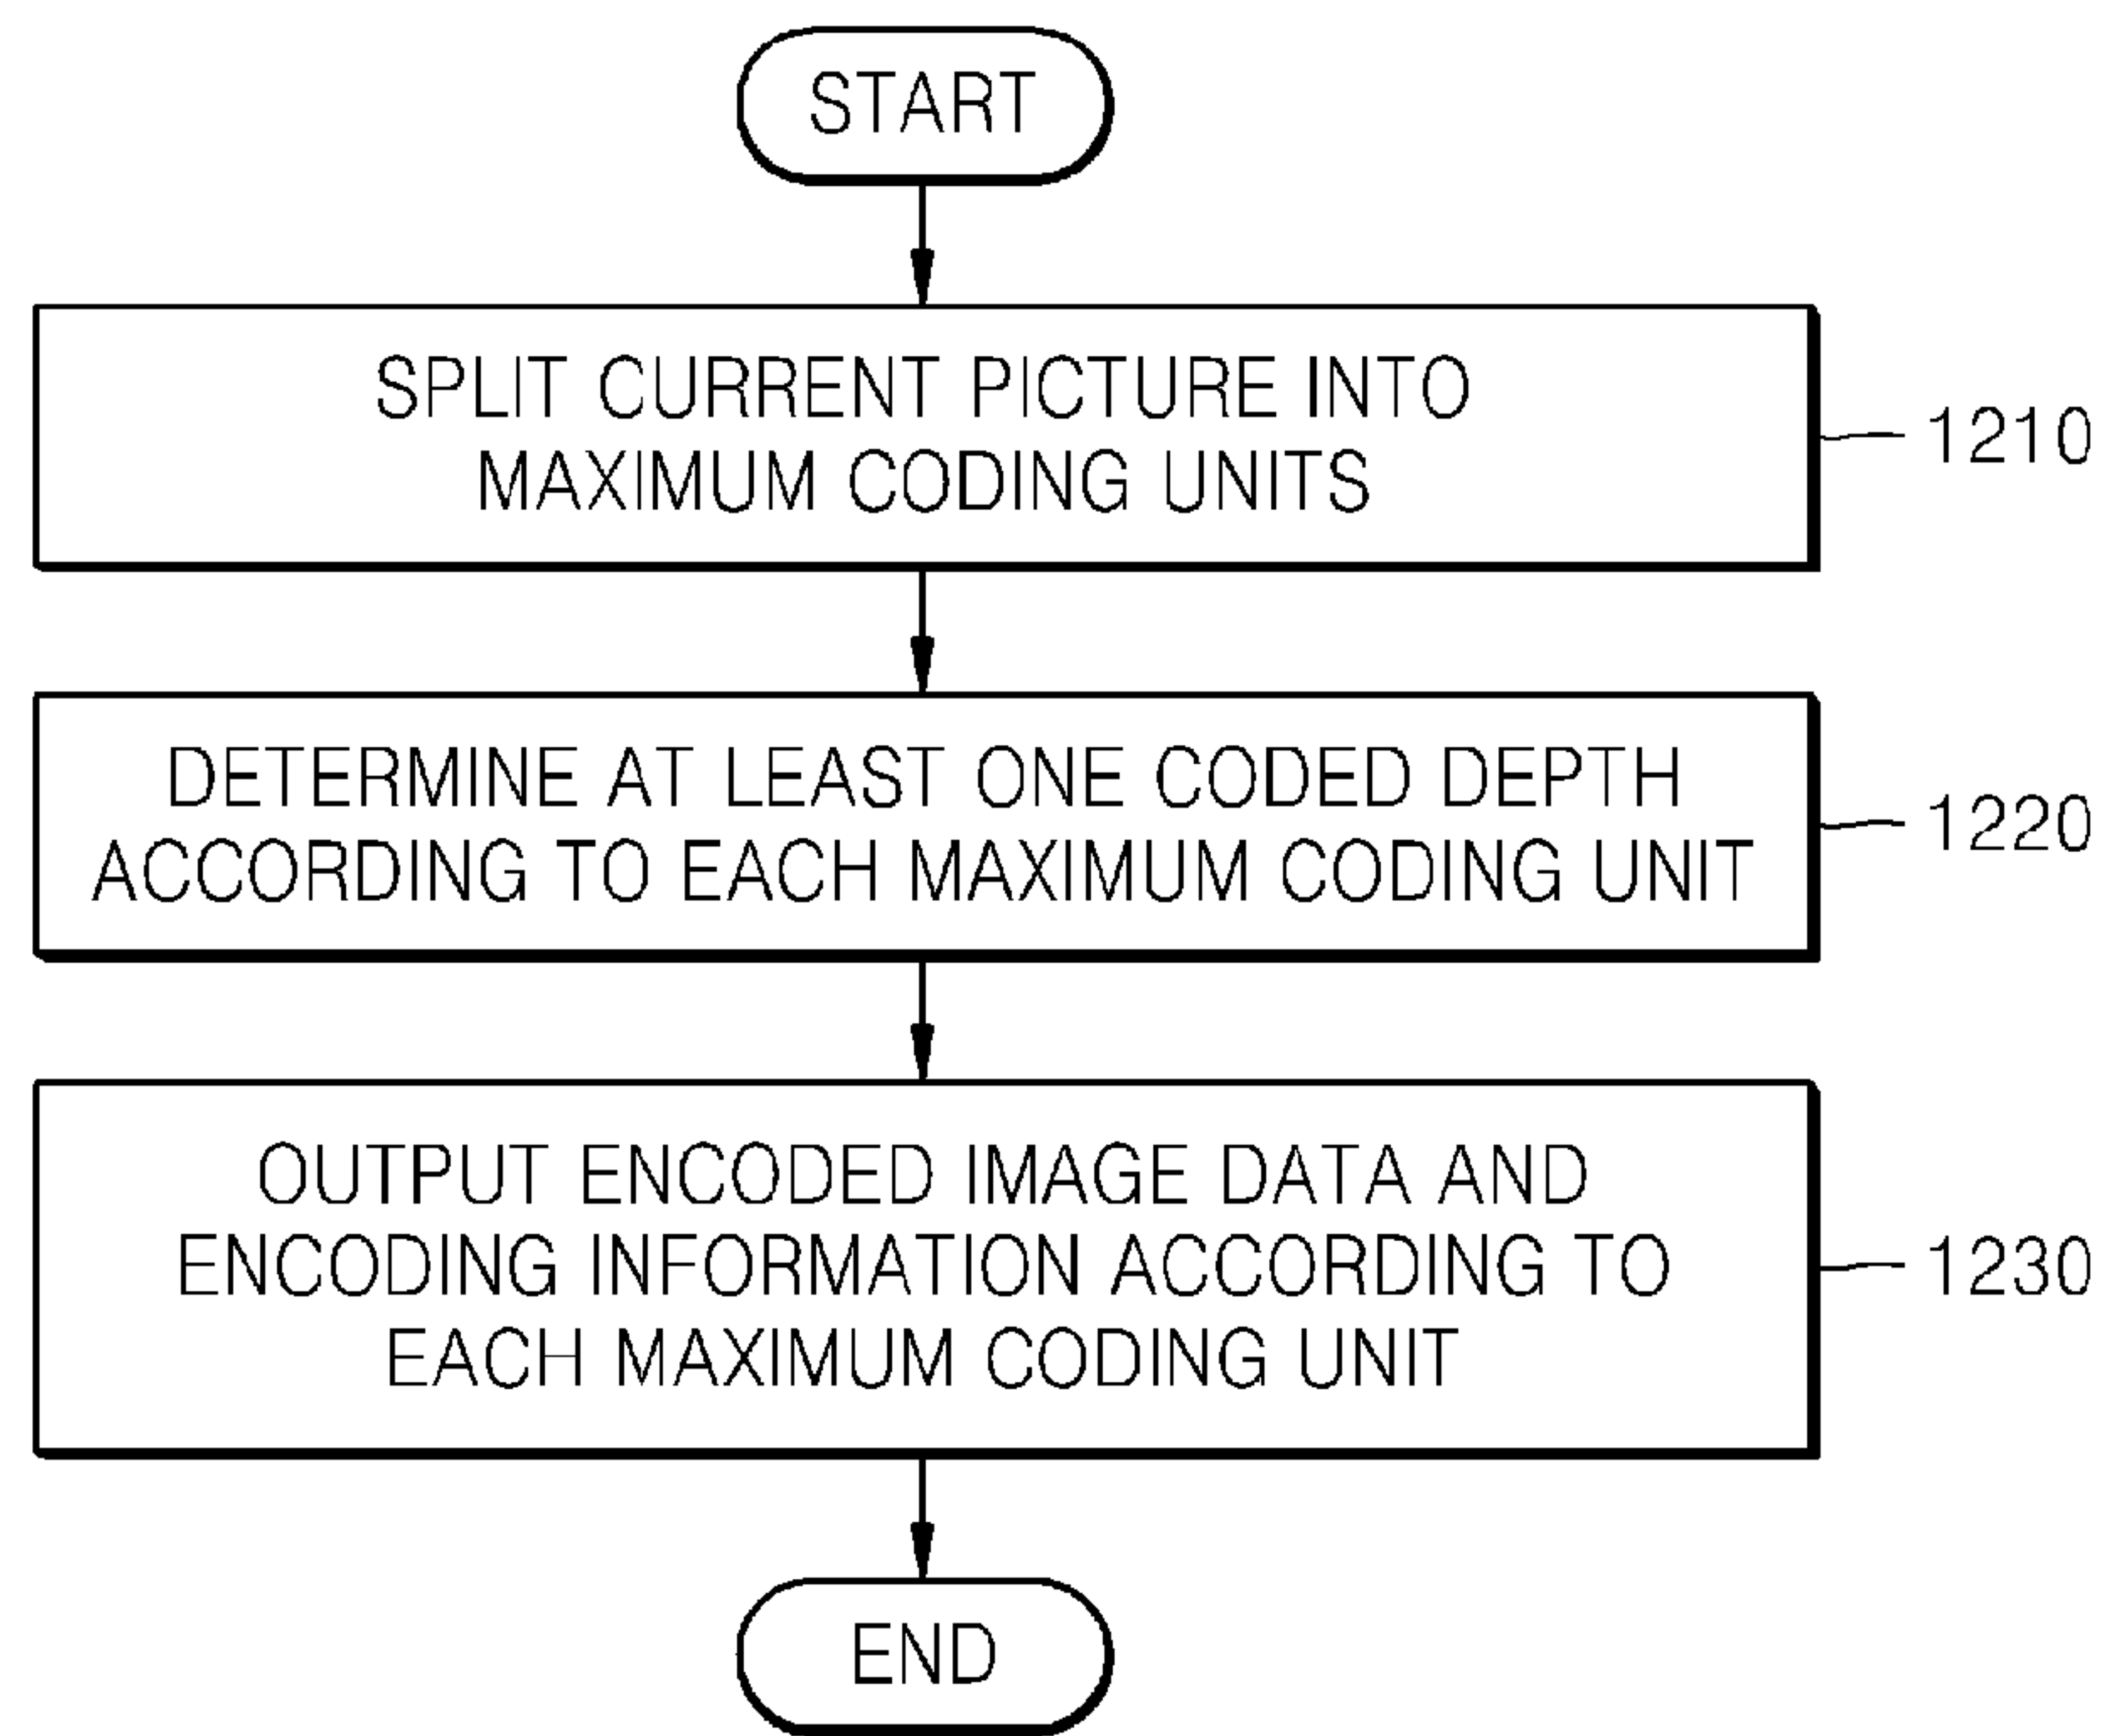 START
SPLIT CURRENT PICTURE INTO
MAXIMUM CODING UNITS
1210
DETERMINE AT LEAST ONE CODED DEPTH
ACCORDING TO EACH MAXIMUM CODING UNIT
1220
OUTPUT ENCODED IMAGE DATA AND
ENCODING INFORMATION ACCORDING TO
EACH MAXIMUM CODING UNIT
1230
END